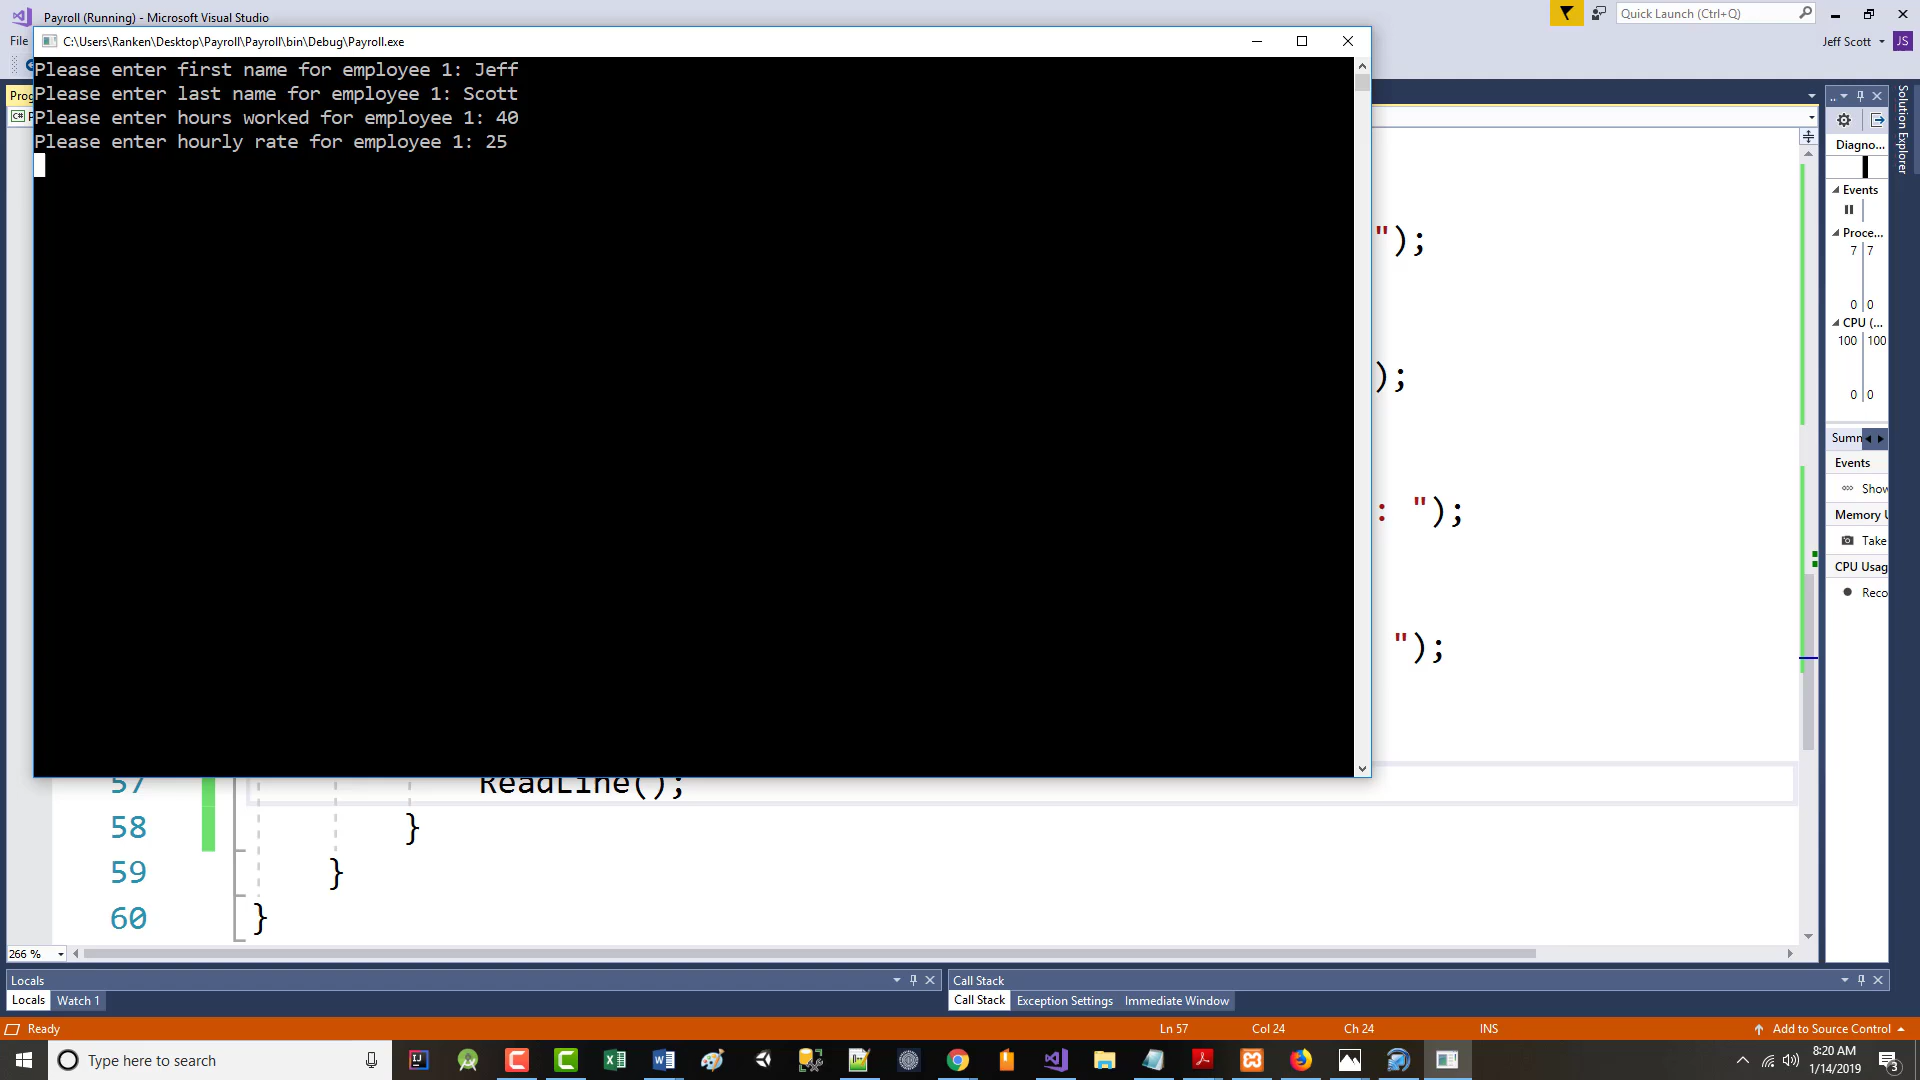 Payroll (Running) - Microsoft Visual Studio
Quick Launch (Ctrl+Q)
File
C:\Users\Ranken\Desktop\Payroll\Payroll\bin\Debug\Payroll.exe
Jeff Scott
JS
Please enter first name for employee 1: Jeff
Please enter last name for employee 1: Scott
Please enter hours worked for employee 1: 40
Please enter hourly rate for employee 1: 25
Solution Explorer
Diagno...
Events
");
Proce...
7 7
0 0
CPU (...
100 100
);
0 0
Summ
Events
Show
: ");
Memory U
Take
CPU Usag
Reco
");
57 ReadLine();
58 }
59 }
60 }
266 %
Locals
Call Stack
Locals Watch 1
Call Stack Exception Settings Immediate Window
Ready
Ln 57 Col 24 Ch 24 INS
Add to Source Control
Type here to search
8:20 AM
1/14/2019
3